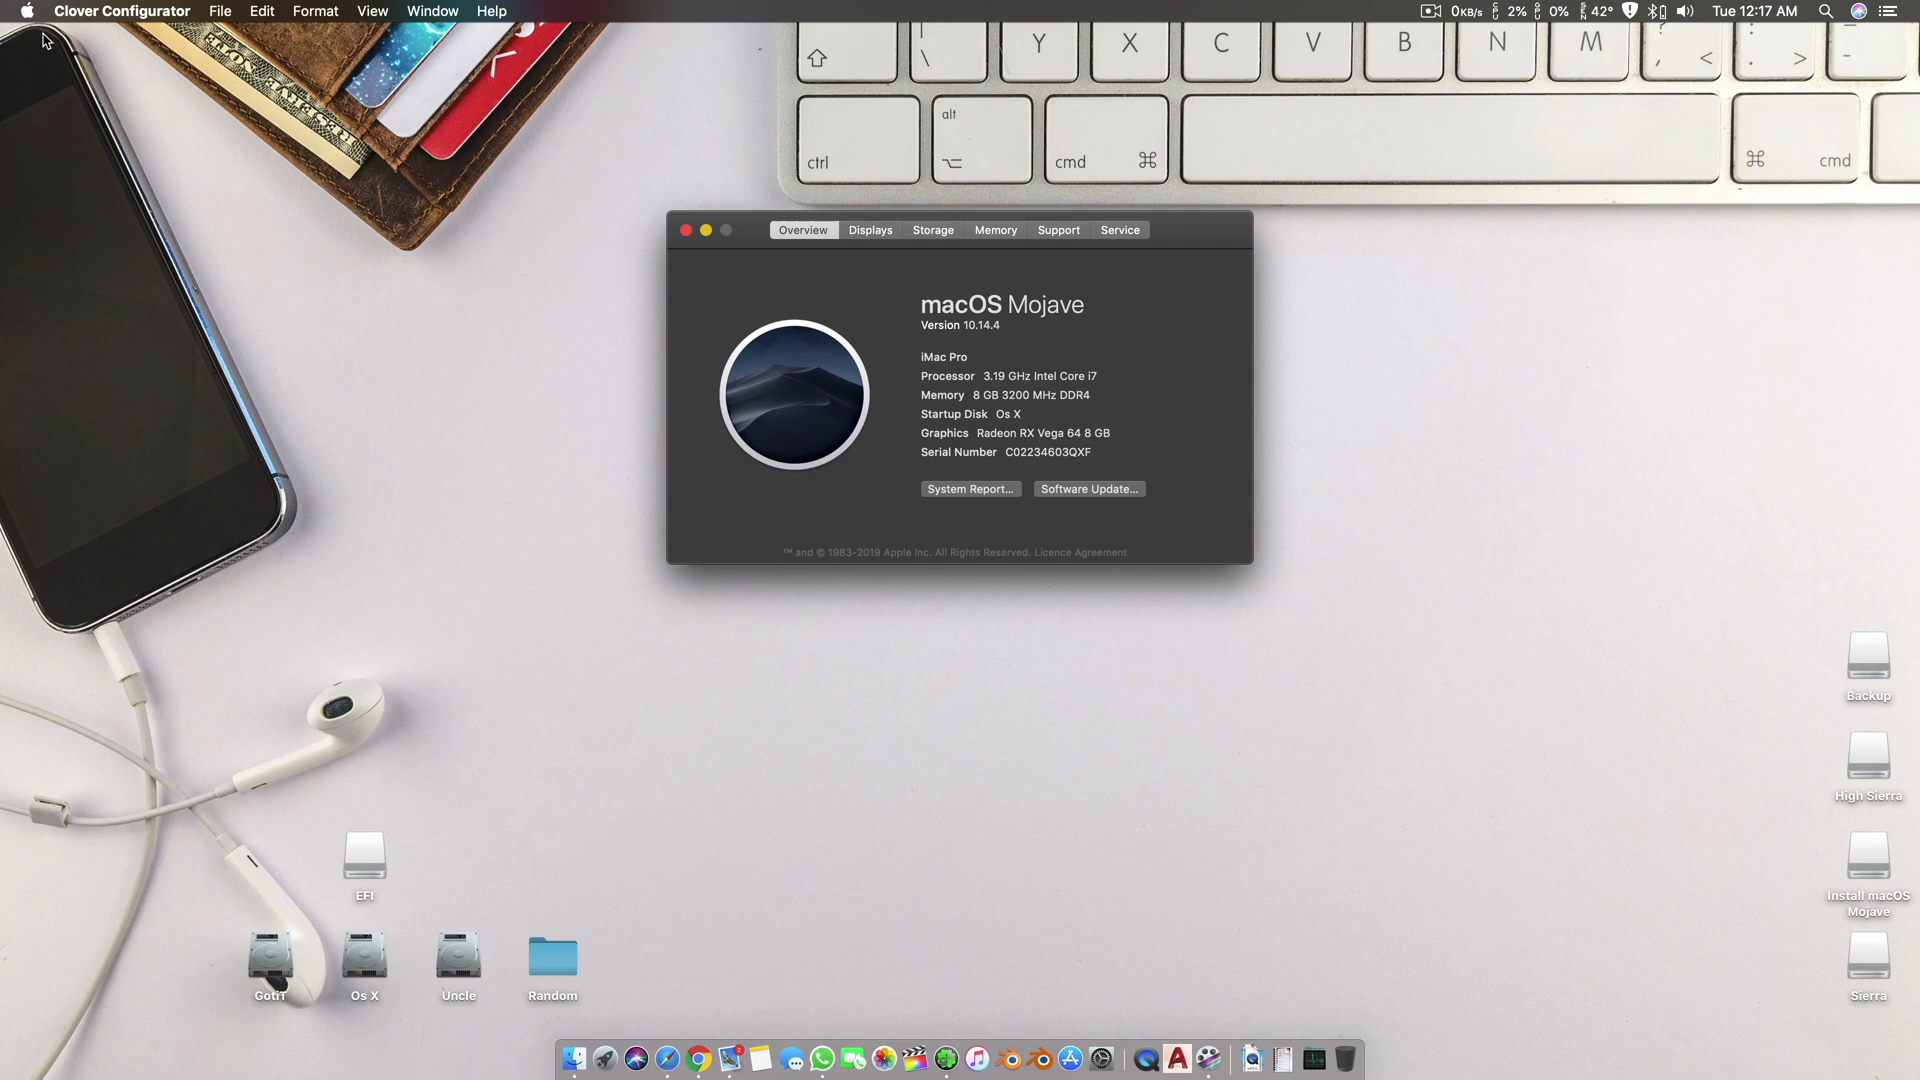 Clover Configurator File Edit Format View Window Help 0KB/s 2% 0% 42° Tue 12:17 AM
Y X C V B N M , < . > -
\
ctrl alt cmd ⌘ ⌘ cmd
Overview Displays Storage Memory Support Service
macOS Mojave
Version 10.14.4
iMac Pro
Processor 3.19 GHz Intel Core i7
Memory 8 GB 3200 MHz DDR4
Startup Disk Os X
Graphics Radeon RX Vega 64 8 GB
Serial Number C02234603QXF
System Report... Software Update...
™ and © 1983-2019 Apple Inc. All Rights Reserved. Licence Agreement
Backup
High Sierra
Install macOS
Mojave
Sierra
EFI
GotiT Os X Uncle Random